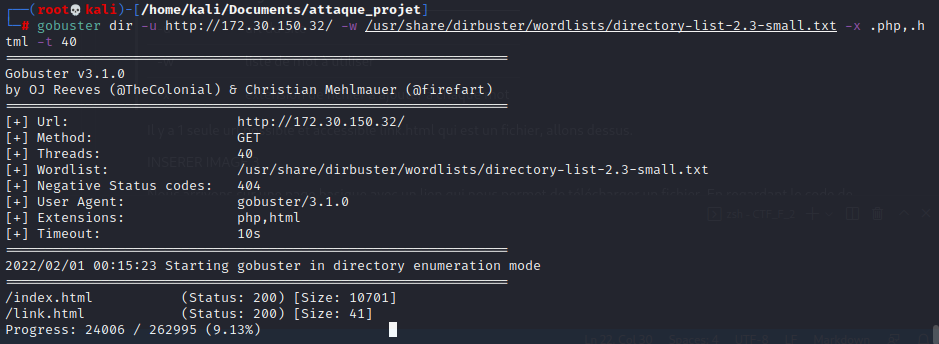 ┌──(root💀kali)-[/home/kali/Documents/attaque_projet]
└─# gobuster dir -u http://172.30.150.32/ -w /usr/share/dirbuster/wordlists/directory-list-2.3-small.txt -x .php,.h
tml -t 40
===============================================================
Gobuster v3.1.0
by OJ Reeves (@TheColonial) & Christian Mehlmauer (@firefart)
===============================================================
[+] Url:                     http://172.30.150.32/
[+] Method:                  GET
[+] Threads:                 40
[+] Wordlist:                /usr/share/dirbuster/wordlists/directory-list-2.3-small.txt
[+] Negative Status codes:   404
[+] User Agent:              gobuster/3.1.0
[+] Extensions:              php,html
[+] Timeout:                 10s
===============================================================
2022/02/01 00:15:23 Starting gobuster in directory enumeration mode
===============================================================
/index.html           (Status: 200) [Size: 10701]
/link.html            (Status: 200) [Size: 41]
Progress: 24006 / 262995 (9.13%)